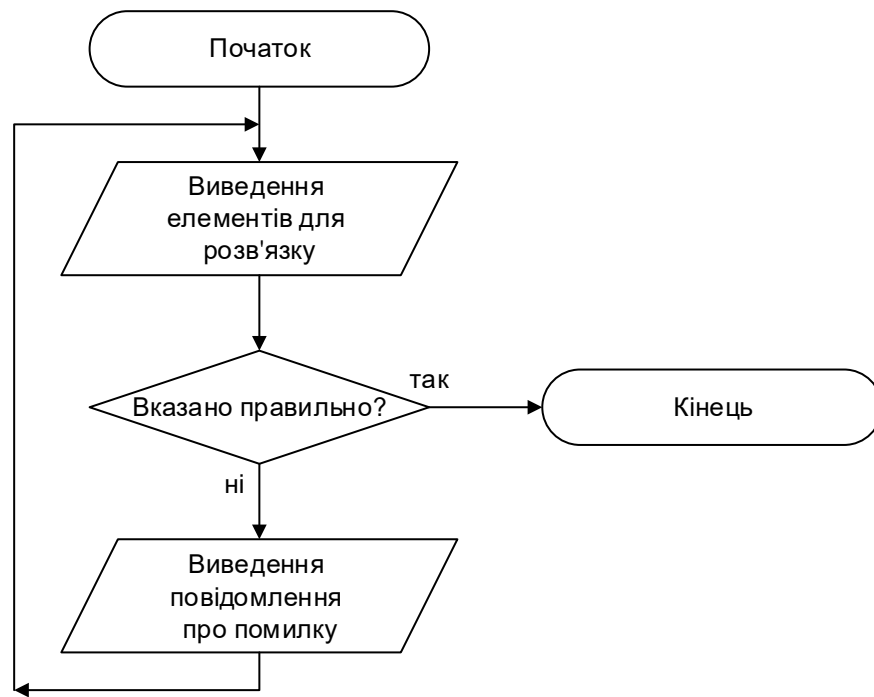 Початок
Виведення
елементів для
розв'язку
Вказано правильно?
так
Кінець
ні
Виведення
повідомлення
про помилку